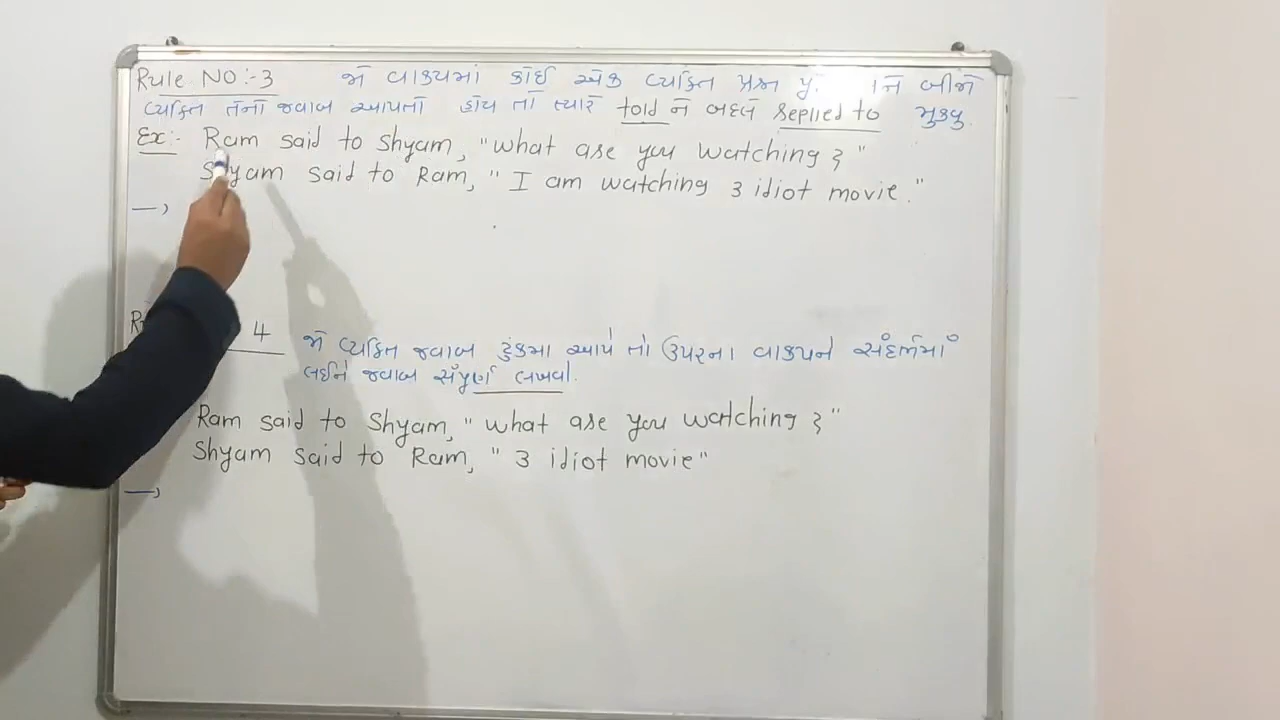 Rule NO:-3 જો વાક્યમાં કોઈ એક વ્યક્તિ પ્રશ્ન પુ. ને બીજો
વ્યક્તિ તેનો જવાબ આપતો હોય તો ત્યારે told ને બદલે replied to મુકવુ
Ex:- Ram said to Shyam, "What are you watching ? "
Shyam said to Ram, " I am watching 3 idiot movie."
4 જો વ્યક્તિ જવાબ ટુંકમા આપે તો ઉપરના વાક્યને સંદર્ભમાં
લઈને જવાબ સંપુર્ણ લખવો.
Ram said to Shyam, " What are you watching ? "
Shyam said to Ram, " 3 idiot movie"